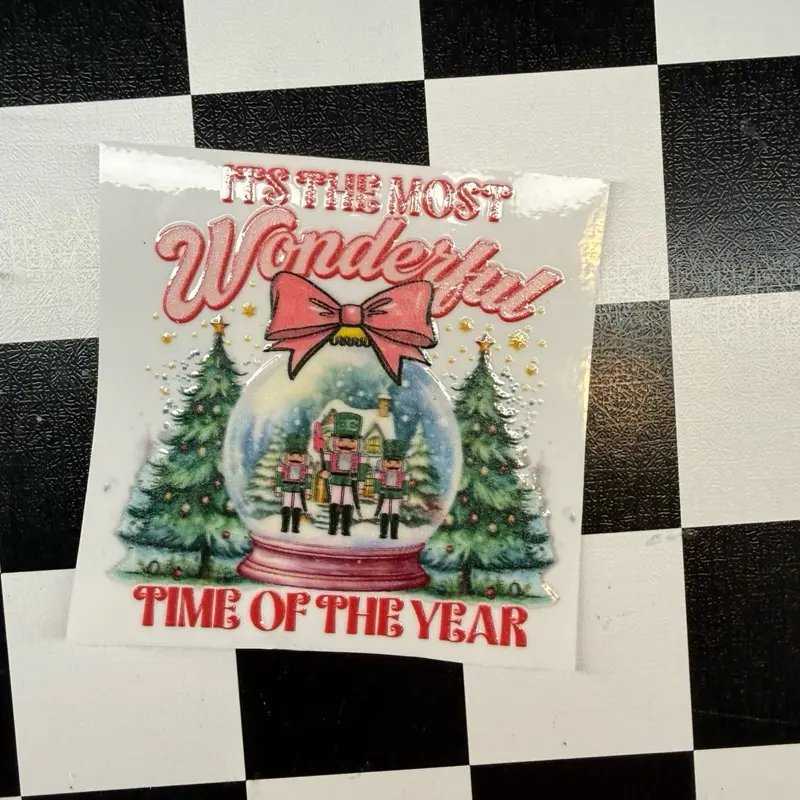 IT'S THE MOST
Wonderful
TIME OF THE YEAR